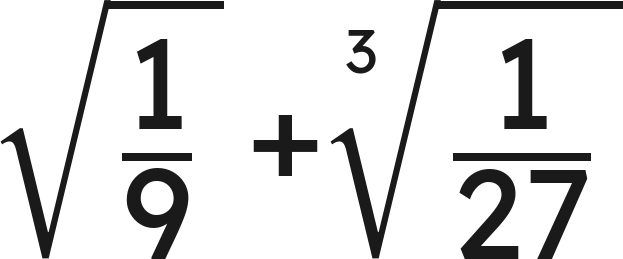 √(1/9) + ∛(1/27)